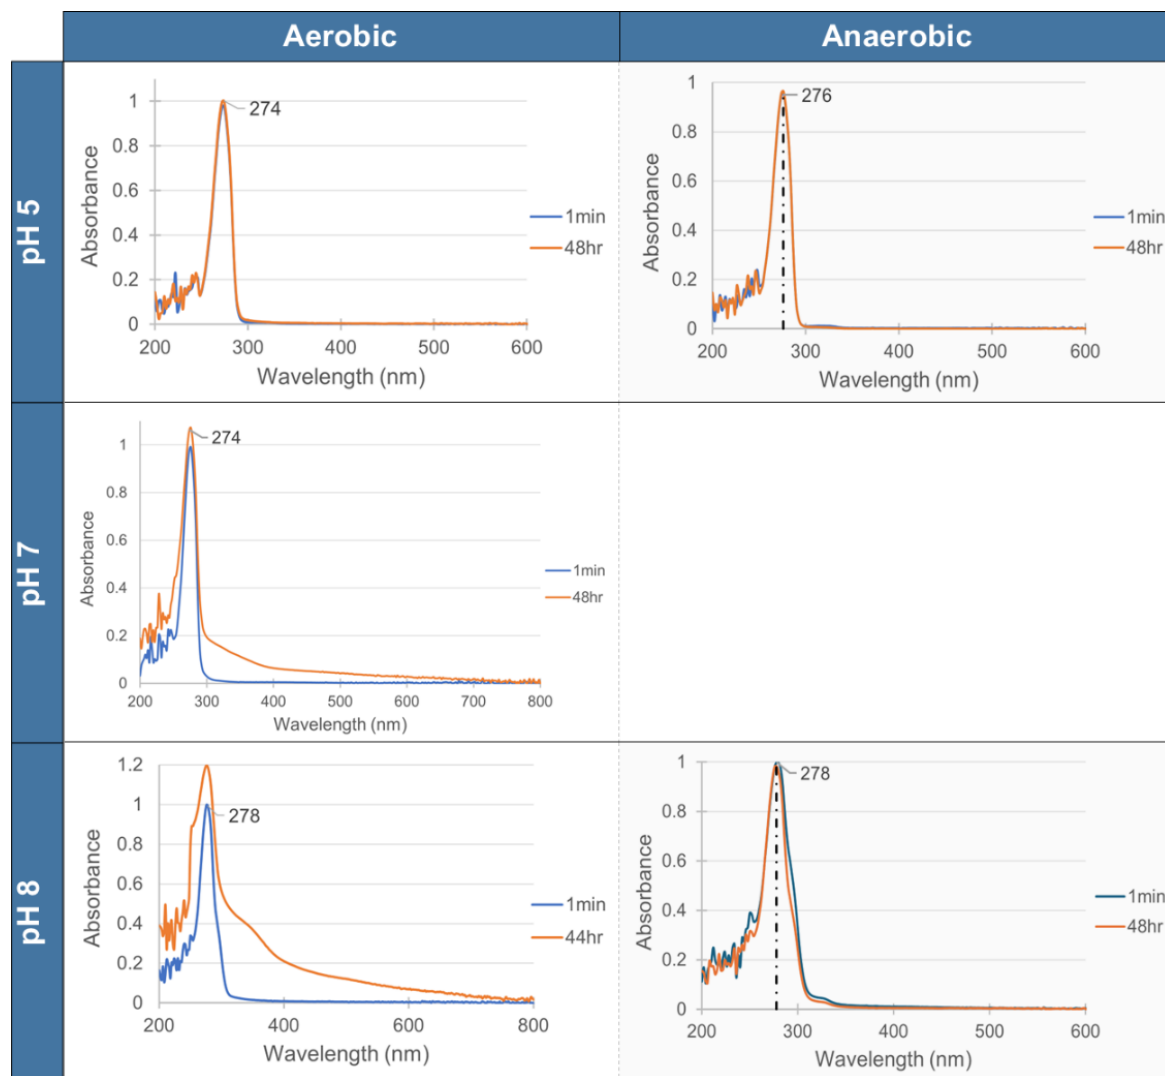 Aerobic
Anaerobic
pH 5
274
1
0.8
0.6
0.4
0.2
0
Absorbance
200
300
400
500
600
Wavelength (nm)
1min
48hr
276
1
0.8
0.6
0.4
0.2
0
Absorbance
200
300
400
500
600
Wavelength (nm)
1min
48hr
pH 7
274
1
0.8
0.6
0.4
0.2
0
Absorbance
200
300
400
500
600
700
800
Wavelength (nm)
1min
48hr
pH 8
278
1.2
1
0.8
0.6
0.4
0.2
0
Absorbance
200
400
600
800
Wavelength (nm)
1min
44hr
278
1
0.8
0.6
0.4
0.2
0
Absorbance
200
300
400
500
600
Wavelength (nm)
1min
48hr